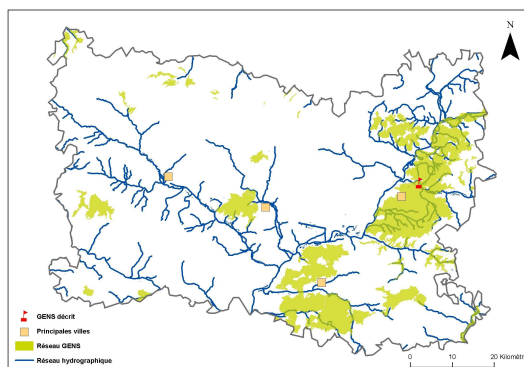 N
GENS décrit
Principales villes
Réseau GENS
Réseau hydrographique
0
10
20 Kilomètr